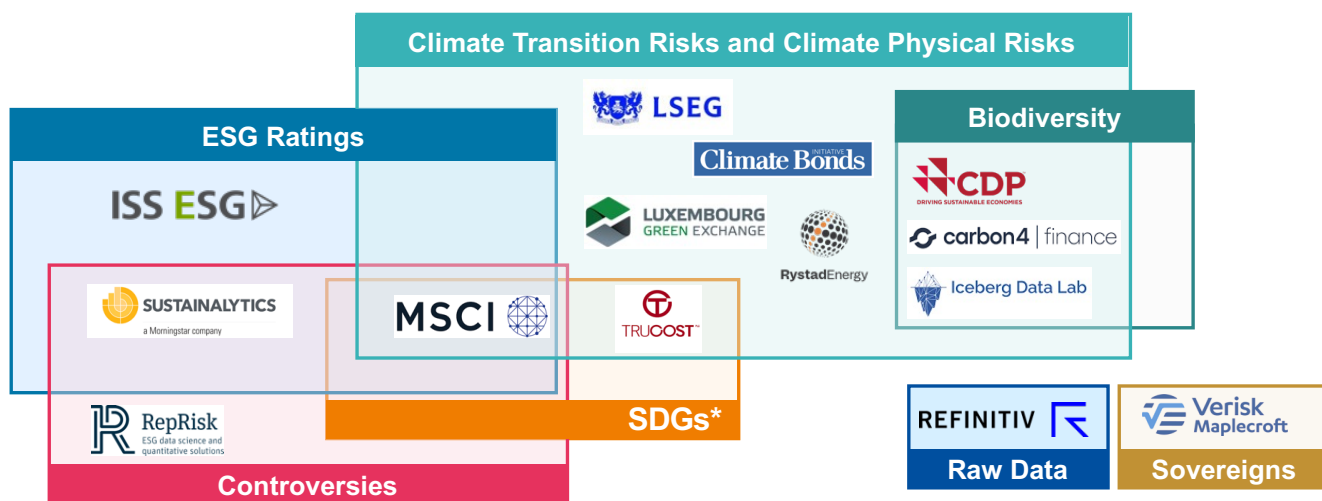 Climate Transition Risks and Climate Physical Risks
LSEG
Biodiversity
ESG Ratings
INITIATIVE
Climate Bonds
CDP
DRIVING SUSTAINABLE ECONOMIES
ISS ESG
LUXEMBOURG
GREEN EXCHANGE
carbon4 | finance
RystadEnergy
Iceberg Data Lab
SUSTAINALYTICS
a Morningstar company
MSCI
TRUCOST™
RepRisk
ESG data science and
quantitative solutions
SDGs*
REFINITIV
Verisk
Maplecroft
Raw Data
Sovereigns
Controversies